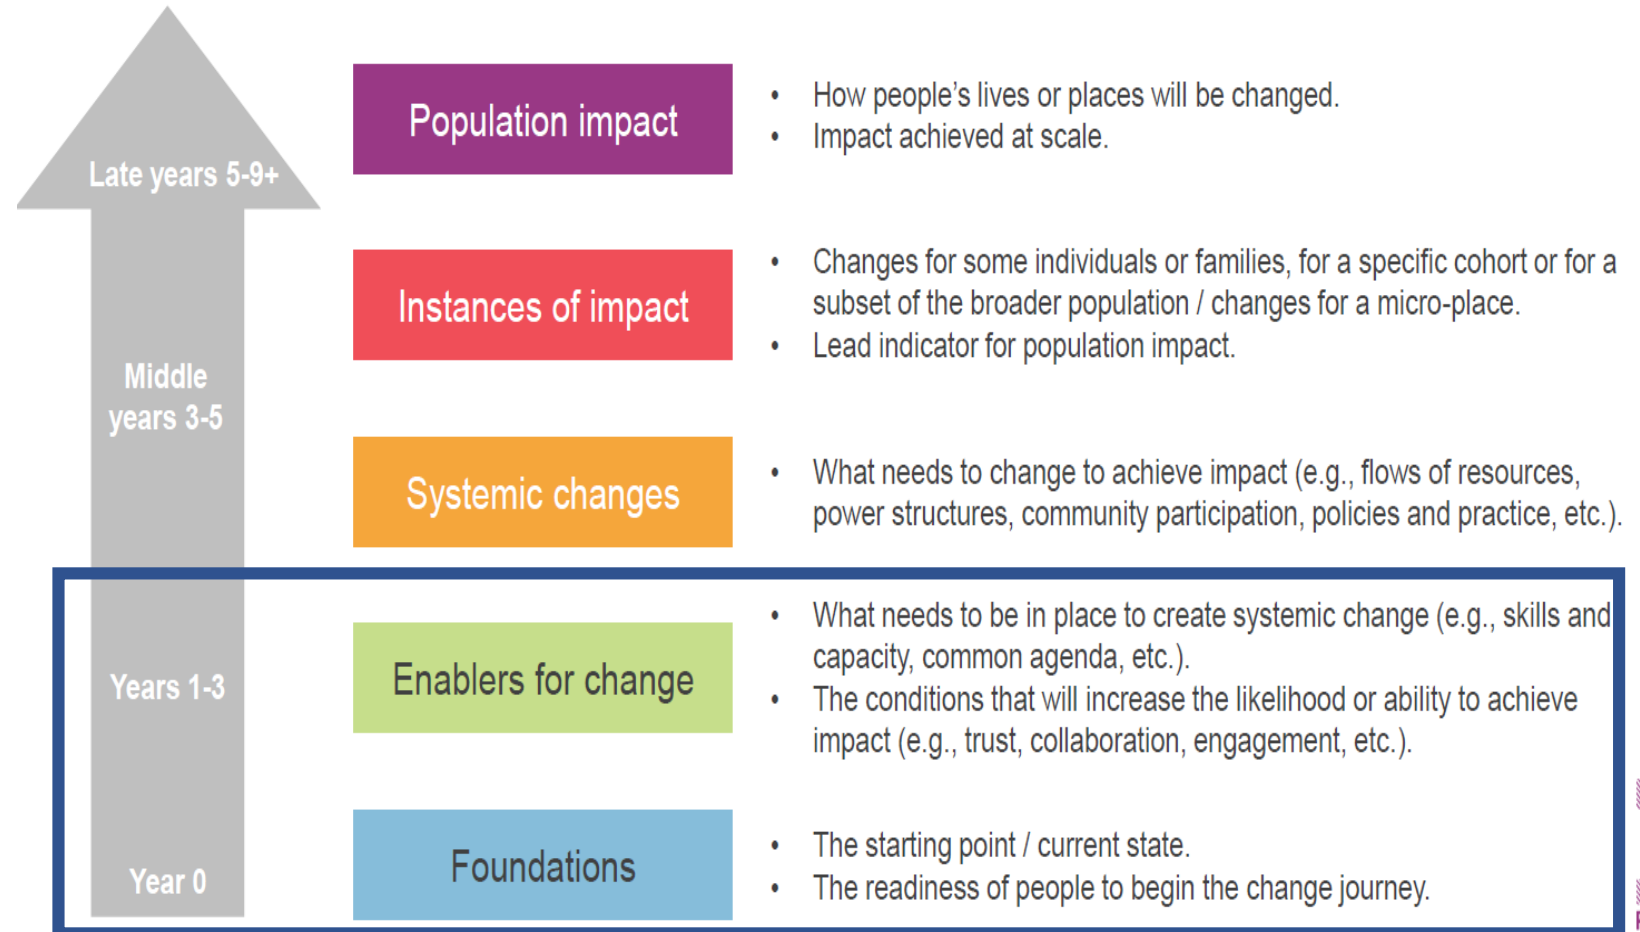 Population impact
• How people's lives or places will be changed.
• Impact achieved at scale.
Late years 5-9+
Instances of impact
• Changes for some individuals or families, for a specific cohort or for a
subset of the broader population / changes for a micro-place.
• Lead indicator for population impact.
Middle
years 3-5
Systemic changes
• What needs to change to achieve impact (e.g., flows of resources,
power structures, community participation, policies and practice, etc.).
Enablers for change
• What needs to be in place to create systemic change (e.g., skills and
capacity, common agenda, etc.).
• The conditions that will increase the likelihood or ability to achieve
impact (e.g., trust, collaboration, engagement, etc.).
Years 1-3
Foundations
• The starting point / current state.
• The readiness of people to begin the change journey.
Year 0